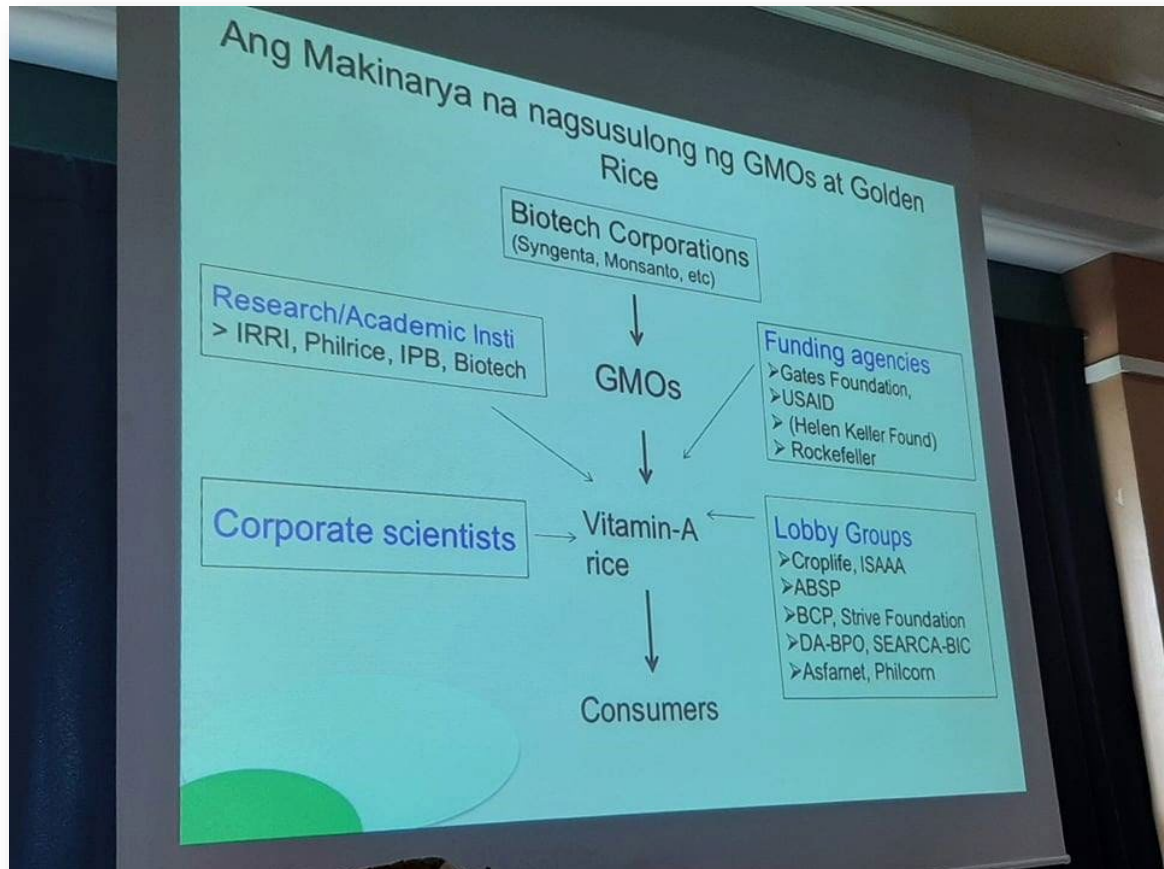 Ang Makinarya na nagsusulong ng GMOs at Golden
Rice
Biotech Corporations
(Syngenta, Monsanto, etc)
Research/Academic Insti
> IRRI, Philrice, IPB, Biotech
GMOs
Funding agencies
➢Gates Foundation,
➢USAID
➢ (Helen Keller Found)
➢ Rockefeller
Corporate scientists
Vitamin-A
rice
Lobby Groups
➢Croplife, ISAAA
➢ABSP
➢BCP, Strive Foundation
➢DA-BPO, SEARCA-BIC
➢Asfarnet, Philcorn
Consumers